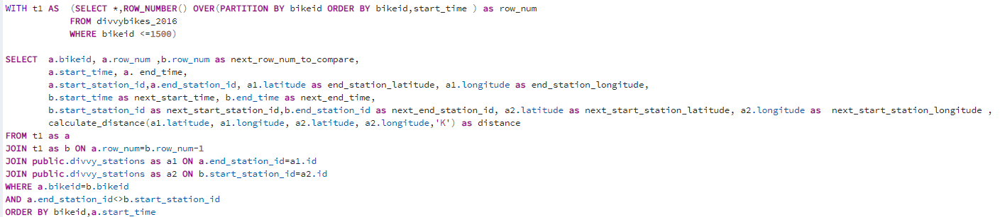 WITH t1 AS  (SELECT *,ROW_NUMBER() OVER(PARTITION BY bikeid ORDER BY bikeid,start_time ) as row_num
            FROM divvybikes_2016
            WHERE bikeid <=1500)

SELECT  a.bikeid, a.row_num ,b.row_num as next_row_num_to_compare,
        a.start_time, a. end_time,
        a.start_station_id,a.end_station_id, a1.latitude as end_station_latitude, a1.longitude as end_station_longitude,
        b.start_time as next_start_time, b.end_time as next_end_time,
        b.start_station_id as next_start_station_id,b.end_station_id as next_end_station_id, a2.latitude as next_start_station_latitude, a2.longitude as  next_start_station_longitude ,
        calculate_distance(a1.latitude, a1.longitude, a2.latitude, a2.longitude,'K') as distance
FROM t1 as a
JOIN t1 as b ON a.row_num=b.row_num-1
JOIN public.divvy_stations as a1 ON a.end_station_id=a1.id
JOIN public.divvy_stations as a2 ON b.start_station_id=a2.id
WHERE a.bikeid=b.bikeid
AND a.end_station_id<>b.start_station_id
ORDER BY bikeid,a.start_time